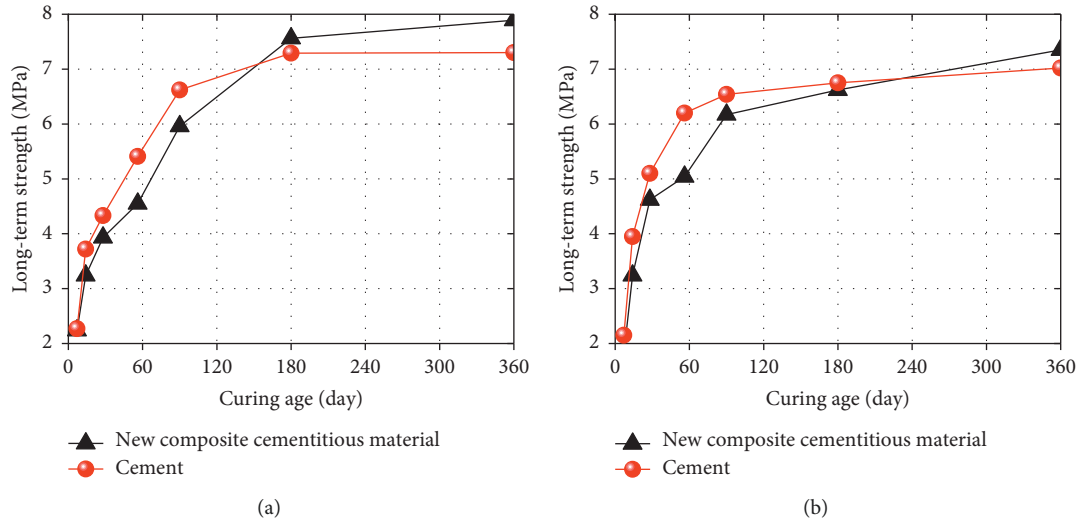 8
7
6
5
4
3
2
Long-term strength (MPa)
0 60 120 180 240 300 360
Curing age (day)
New composite cementitious material
Cement
(a)
8
7
6
5
4
3
2
Long-term strength (MPa)
0 60 120 180 240 300 360
Curing age (day)
New composite cementitious material
Cement
(b)